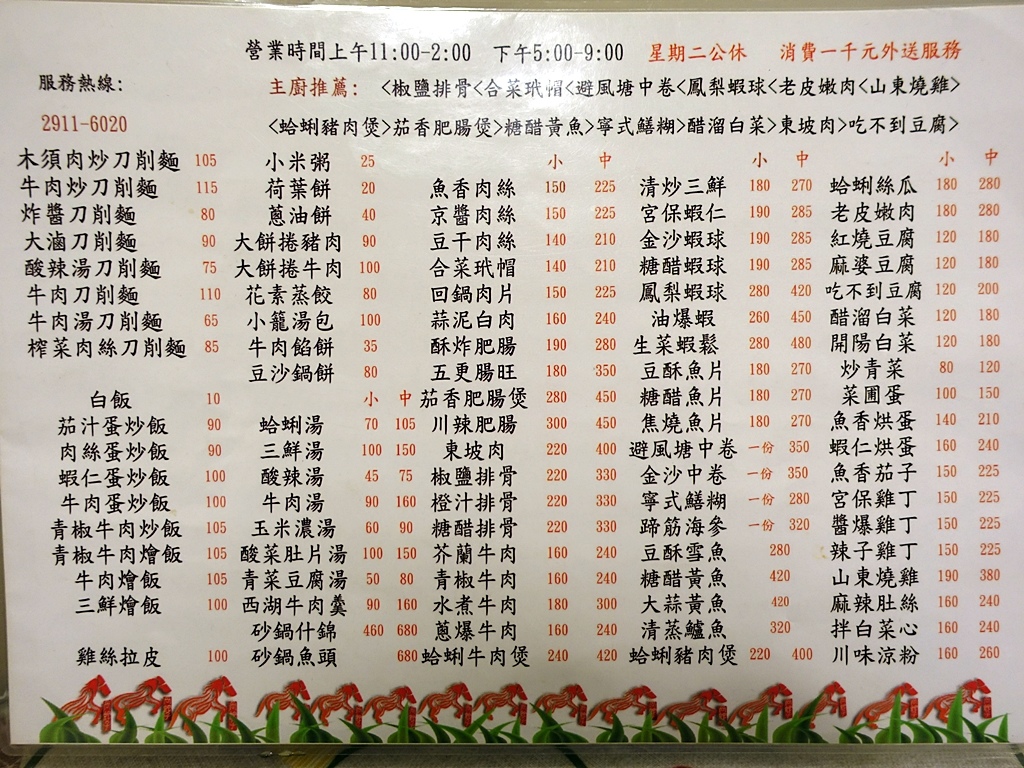 營業時間上午11:00-2:00 下午5:00-9:00 星期二公休 消費一千元外送服務
服務熱線: 主廚推薦: <椒鹽排骨<合菜玳帽<避風塘中卷<鳳梨蝦球<老皮嫩肉<山東燒雞>
2911-6020 <蛤蜊豬肉煲>茄香肥腸煲>糖醋黃魚>寧式鱔糊>醋溜白菜>東坡肉>吃不到豆腐>
木須肉炒刀削麵 105 小米粥 25 小 中 小 中 小 中
牛肉炒刀削麵 115 荷葉餅 20 魚香肉絲 150 225 清炒三鮮 180 270 蛤蜊絲瓜 180 280
炸醬刀削麵 80 蔥油餅 40 京醬肉絲 150 225 宮保蝦仁 190 285 老皮嫩肉 180 280
大滷刀削麵 90 大餅捲豬肉 90 豆干肉絲 140 210 金沙蝦球 190 285 紅燒豆腐 120 180
酸辣湯刀削麵 75 大餅捲牛肉 100 合菜玳帽 140 210 糖醋蝦球 190 285 麻婆豆腐 120 180
牛肉刀削麵 110 花素蒸餃 80 回鍋肉片 150 225 鳳梨蝦球 280 420 吃不到豆腐 120 200
牛肉湯刀削麵 65 小籠湯包 100 蒜泥白肉 160 240 油爆蝦 260 450 醋溜白菜 120 180
榨菜肉絲刀削麵 85 牛肉餡餅 35 酥炸肥腸 190 280 生菜蝦鬆 280 480 開陽白菜 120 180
豆沙鍋餅 80 五更腸旺 180 350 豆酥魚片 180 270 炒青菜 80 120
白飯 10 小 中 茄香肥腸煲 280 450 糖醋魚片 180 270 菜圃蛋 100 150
茄汁蛋炒飯 90 蛤蜊湯 70 105 川辣肥腸 300 450 焦燒魚片 180 270 魚香烘蛋 140 210
肉絲蛋炒飯 90 三鮮湯 100 150 東坡肉 220 400 避風塘中卷 一份 350 蝦仁烘蛋 160 240
蝦仁蛋炒飯 100 酸辣湯 45 75 椒鹽排骨 220 330 金沙中卷 一份 350 魚香茄子 150 225
牛肉蛋炒飯 100 牛肉湯 90 160 橙汁排骨 220 330 寧式鱔糊 一份 280 宮保雞丁 150 225
青椒牛肉炒飯 105 玉米濃湯 60 90 糖醋排骨 220 330 蹄筋海參 一份 320 醬爆雞丁 150 225
青椒牛肉燴飯 105 酸菜肚片湯 100 150 芥蘭牛肉 160 240 豆酥雪魚 280 辣子雞丁 150 225
牛肉燴飯 105 青菜豆腐湯 50 80 青椒牛肉 160 240 糖醋黃魚 420 山東燒雞 190 380
三鮮燴飯 100 西湖牛肉羹 90 160 水煮牛肉 180 300 大蒜黃魚 420 麻辣肚絲 160 240
砂鍋什錦 460 680 蔥爆牛肉 160 240 清蒸鱸魚 320 拌白菜心 160 240
雞絲拉皮 100 砂鍋魚頭 680 蛤蜊牛肉煲 240 420 蛤蜊豬肉煲 220 400 川味涼粉 160 260